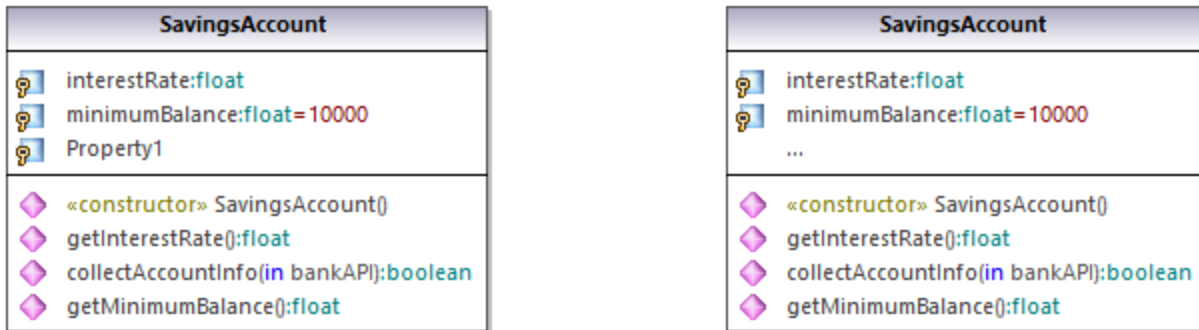 SavingsAccount
interestRate:float
minimumBalance:float=10000
Property1
«constructor» SavingsAccount()
getInterestRate():float
collectAccountInfo(in bankAPI):boolean
getMinimumBalance():float
SavingsAccount
interestRate:float
minimumBalance:float=10000
...
«constructor» SavingsAccount()
getInterestRate():float
collectAccountInfo(in bankAPI):boolean
getMinimumBalance():float